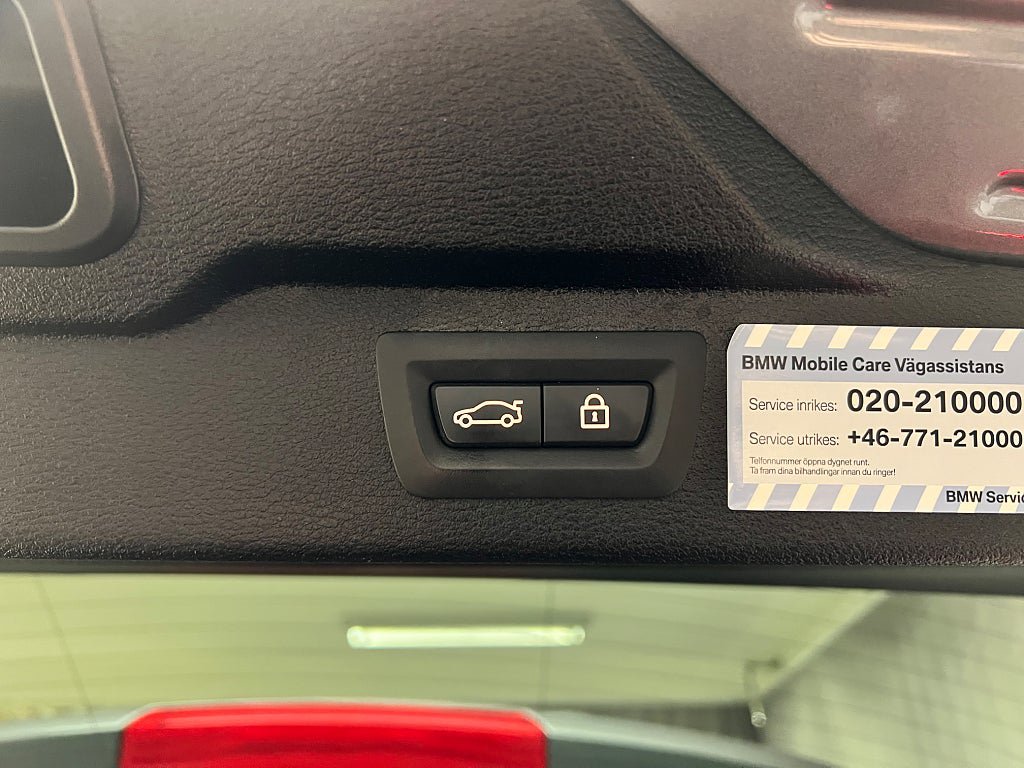 BMW Mobile Care Vägassistans
Service inrikes: 020-210000
Service utrikes: +46-771-21000
Telfonnummer öppna dygnet runt.
Ta fram dina bilhandlingar innan du ringer!
BMW Servic